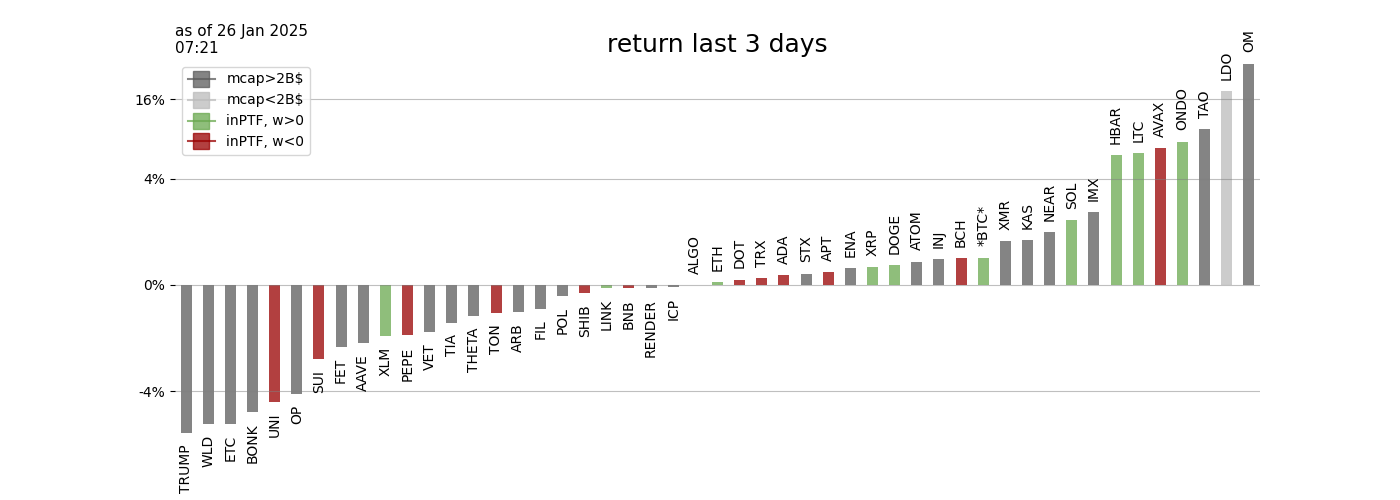 as of 26 Jan 2025
07:21
return last 3 days
mcap>2B$
mcap<2B$
inPTF, w>0
inPTF, w<0
16%
4%
0%
-4%
TRUMP
WLD
ETC
BONK
UNI
OP
SUI
FET
AAVE
XLM
PEPE
VET
TIA
THETA
TON
ARB
FIL
POL
SHIB
LINK
BNB
RENDER
ICP
ALGO
ETH
DOT
TRX
ADA
STX
APT
ENA
XRP
DOGE
ATOM
INJ
BCH
*BTC*
XMR
KAS
NEAR
SOL
IMX
HBAR
LTC
AVAX
ONDO
TAO
LDO
OM